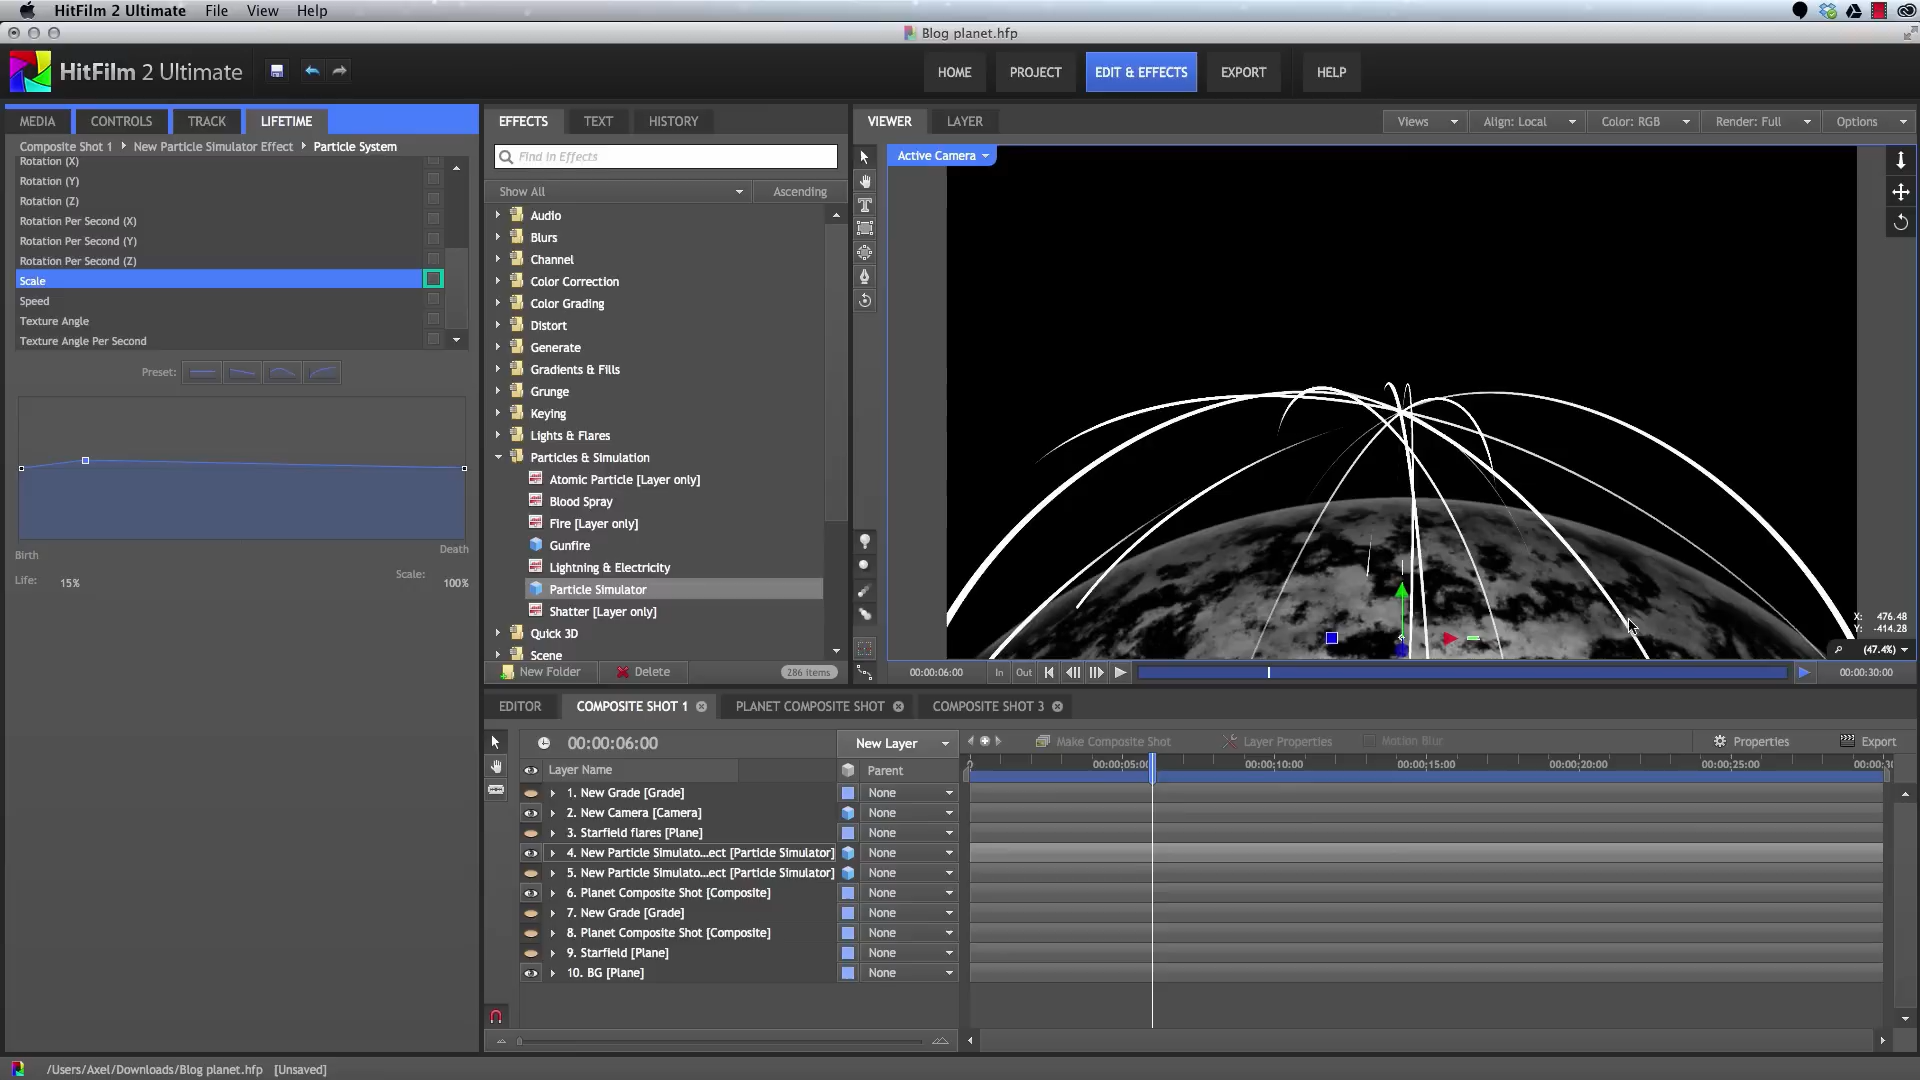 HitFilm 2 Ultimate File View Help
Blog planet.hfp
HitFilm 2 Ultimate
HOME PROJECT EDIT & EFFECTS EXPORT HELP
MEDIA CONTROLS TRACK LIFETIME
Composite Shot 1 New Particle Simulator Effect Particle System
Rotation (X)
Rotation (Y)
Rotation (Z)
Rotation Per Second (X)
Rotation Per Second (Y)
Rotation Per Second (Z)
Scale
Speed
Texture Angle
Texture Angle Per Second
Preset:
Birth
Death
Life: 15%
Scale: 100%
EFFECTS TEXT HISTORY
Find in Effects
Show All Ascending
Audio
Blurs
Channel
Color Correction
Color Grading
Distort
Generate
Gradients & Fills
Grunge
Keying
Lights & Flares
Particles & Simulation
Atomic Particle [Layer only]
Blood Spray
Fire [Layer only]
Gunfire
Lightning & Electricity
Particle Simulator
Shatter [Layer only]
Quick 3D
Scene
New Folder Delete 286 items
VIEWER LAYER
Views Align: Local Color: RGB Render: Full Options
Active Camera
X: 476.48
Y: -414.28
(47.4%)
00:00:06:00 In Out 00:00:30:00
EDITOR COMPOSITE SHOT 1 PLANET COMPOSITE SHOT COMPOSITE SHOT 3
00:00:06:00 New Layer
Make Composite Shot Layer Properties Motion Blur Properties Export
Layer Name Parent
0 00:00:05:00 00:00:10:00 00:00:15:00 00:00:20:00 00:00:25:00
1. New Grade [Grade] None
2. New Camera [Camera] None
3. Starfield flares [Plane] None
4. New Particle Simulato...ect [Particle Simulator] None
5. New Particle Simulato...ect [Particle Simulator] None
6. Planet Composite Shot [Composite] None
7. New Grade [Grade] None
8. Planet Composite Shot [Composite] None
9. Starfield [Plane] None
10. BG [Plane] None
/Users/Axel/Downloads/Blog planet.hfp [Unsaved]